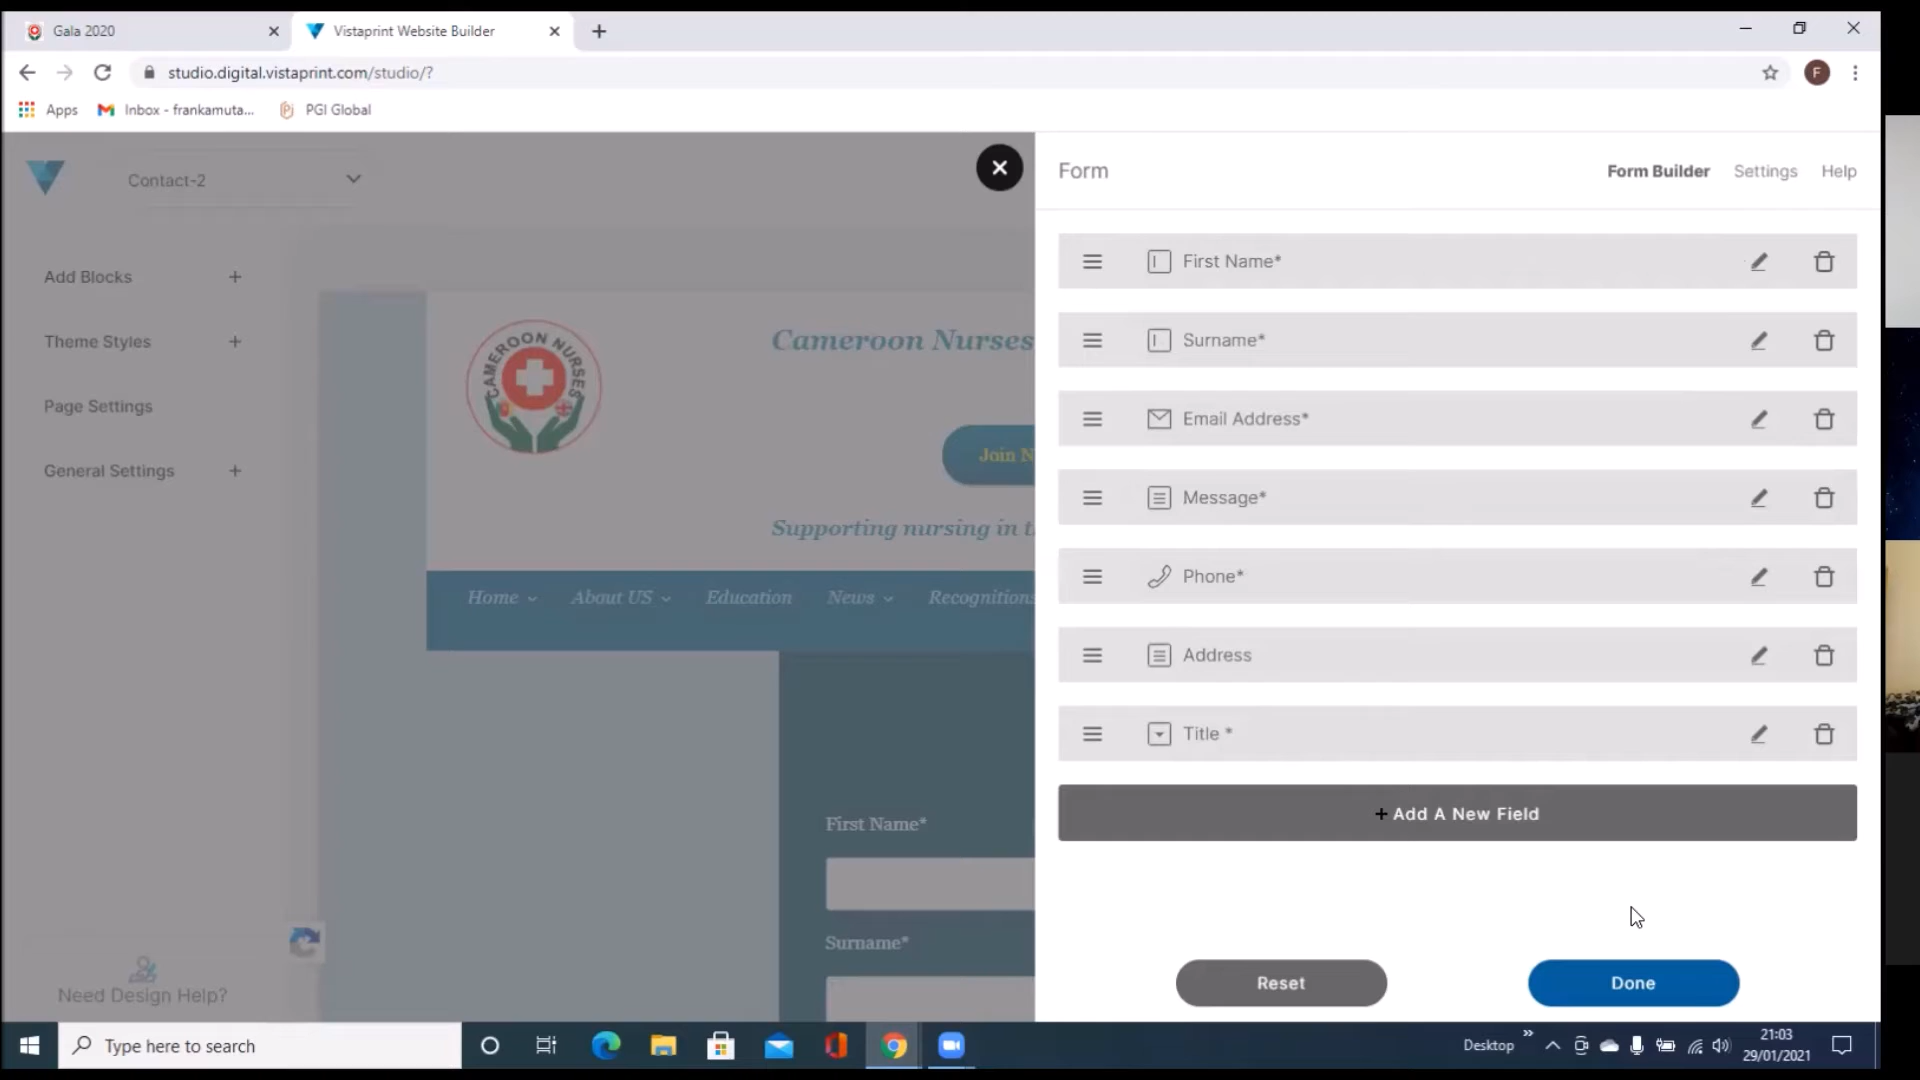 Gala 2020
Vistaprint Website Builder
studio.digital.vistaprint.com/studio/?
F
Apps
Inbox - frankamuta...
PGI Global
Contact-2
Form
Form Builder
Settings
Help
Add Blocks
Theme Styles
Page Settings
General Settings
CAMEROON NURSES
Cameroon Nurses
Join N
Supporting nursing in t
Home
About US
Education
News
Recognitions
First Name*
Surname*
First Name*
Surname*
Email Address*
Message*
Phone*
Address
Title *
+ Add A New Field
Reset
Done
Need Design Help?
Type here to search
Desktop
21:03
29/01/2021